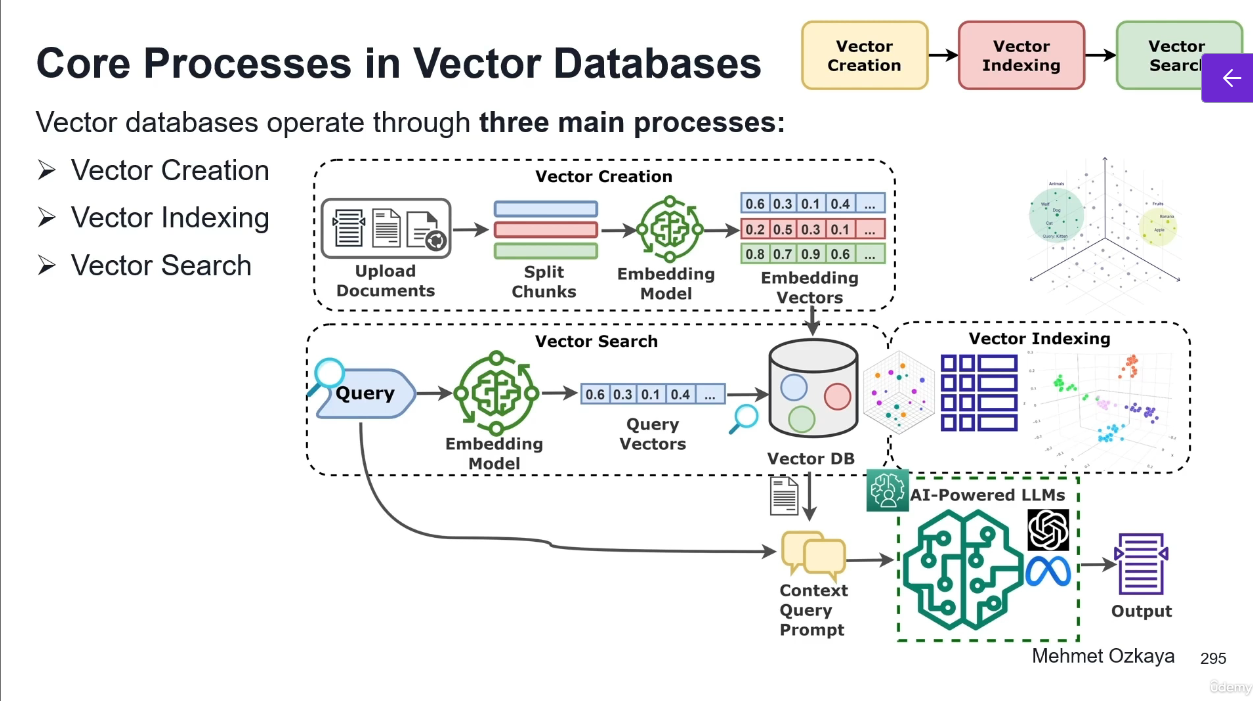 Core Processes in Vector Databases
Vector
Creation
Vector
Indexing
Vector
Vector databases operate through three main processes:
➢ Vector Creation
➢ Vector Indexing
➢ Vector Search
Vector Creation
Upload
Documents
Split
Chunks
Embedding
Model
0.6 0.3 0.1 0.4 ...
0.2 0.5 0.3 0.1 ...
0.8 0.7 0.9 0.6 ...
Embedding
Vectors
Animals
Wolf
Dog
Cat
Fruits
Banana
Apple
Vector Search
Query
Embedding
Model
0.6 0.3 0.1 0.4 ...
Query
Vectors
Vector DB
Vector Indexing
AI-Powered LLMs
Context
Query
Prompt
Output
Mehmet Ozkaya
295
ûdemy